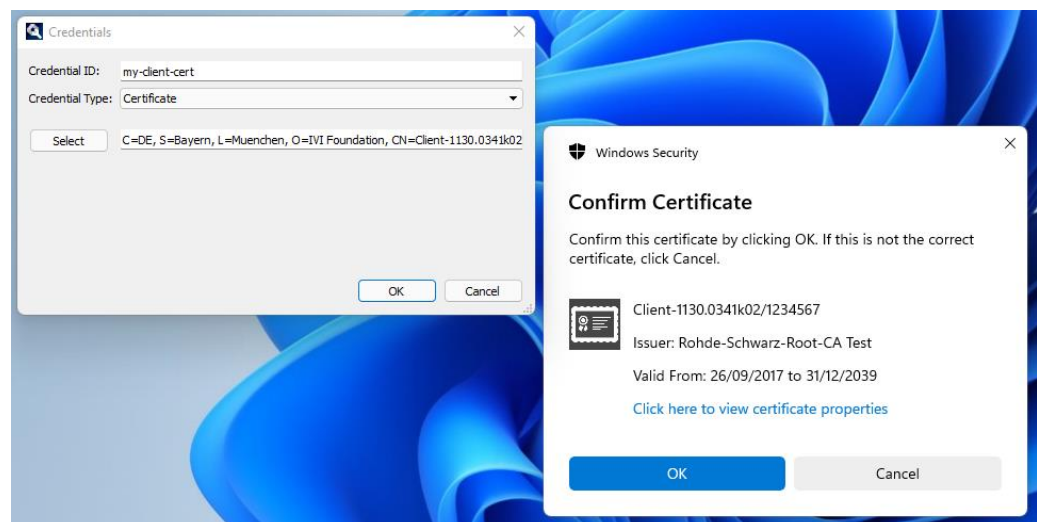 Credentials
Credential ID: my-client-cert
Credential Type: Certificate
Select C=DE, S=Bayern, L=Muenchen, O=IVI Foundation, CN=Client-1130.0341k02
OK Cancel
Windows Security
Confirm Certificate
Confirm this certificate by clicking OK. If this is not the correct
certificate, click Cancel.
Client-1130.0341k02/1234567
Issuer: Rohde-Schwarz-Root-CA Test
Valid From: 26/09/2017 to 31/12/2039
Click here to view certificate properties
OK Cancel